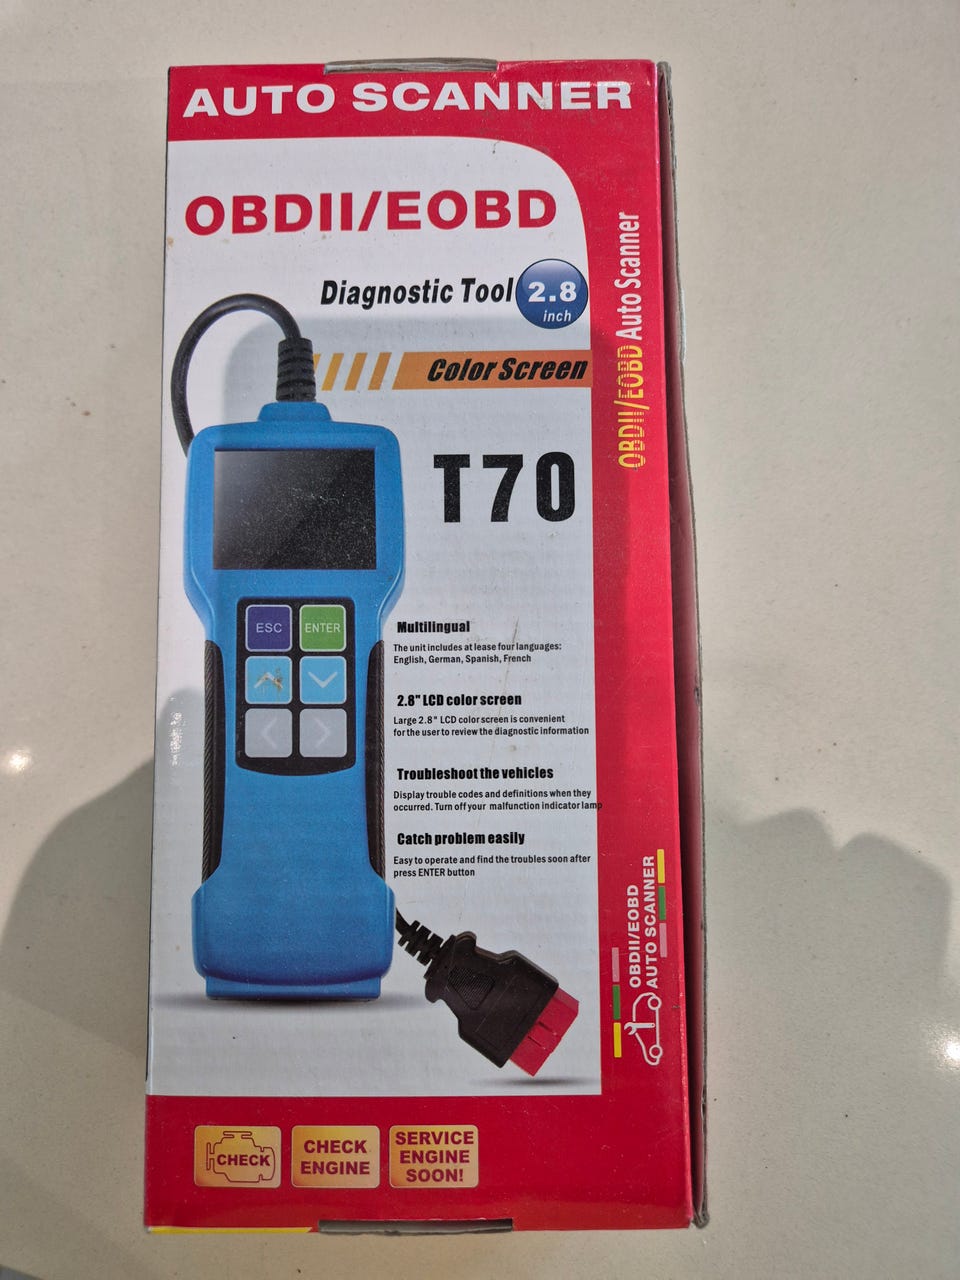 AUTO SCANNER
OBDII/EOBD
Diagnostic Tool
2.8
inch
Color Screen
T70
ESC
ENTER
Multilingual
The unit includes at lease four languages:
English, German, Spanish, French
2.8" LCD color screen
Large 2.8" LCD color screen is convenient
for the user to review the diagnostic information
Troubleshoot the vehicles
Display trouble codes and definitions when they
occurred. Turn off your malfunction indicator lamp
Catch problem easily
Easy to operate and find the troubles soon after
press ENTER button
CHECK
CHECK
ENGINE
SERVICE
ENGINE
SOON!
OBDII/EOBD Auto Scanner
OBDII/EOBD
AUTO SCANNER